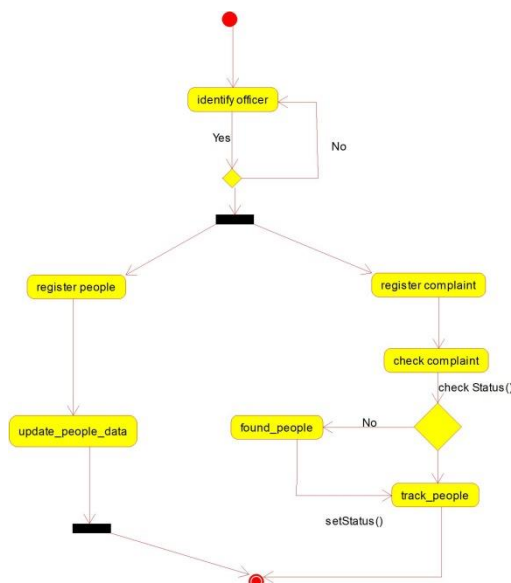 identify officer
Yes
No
register people
register complaint
check complaint
check Status()
No
found_people
update_people_data
track_people
setStatus()